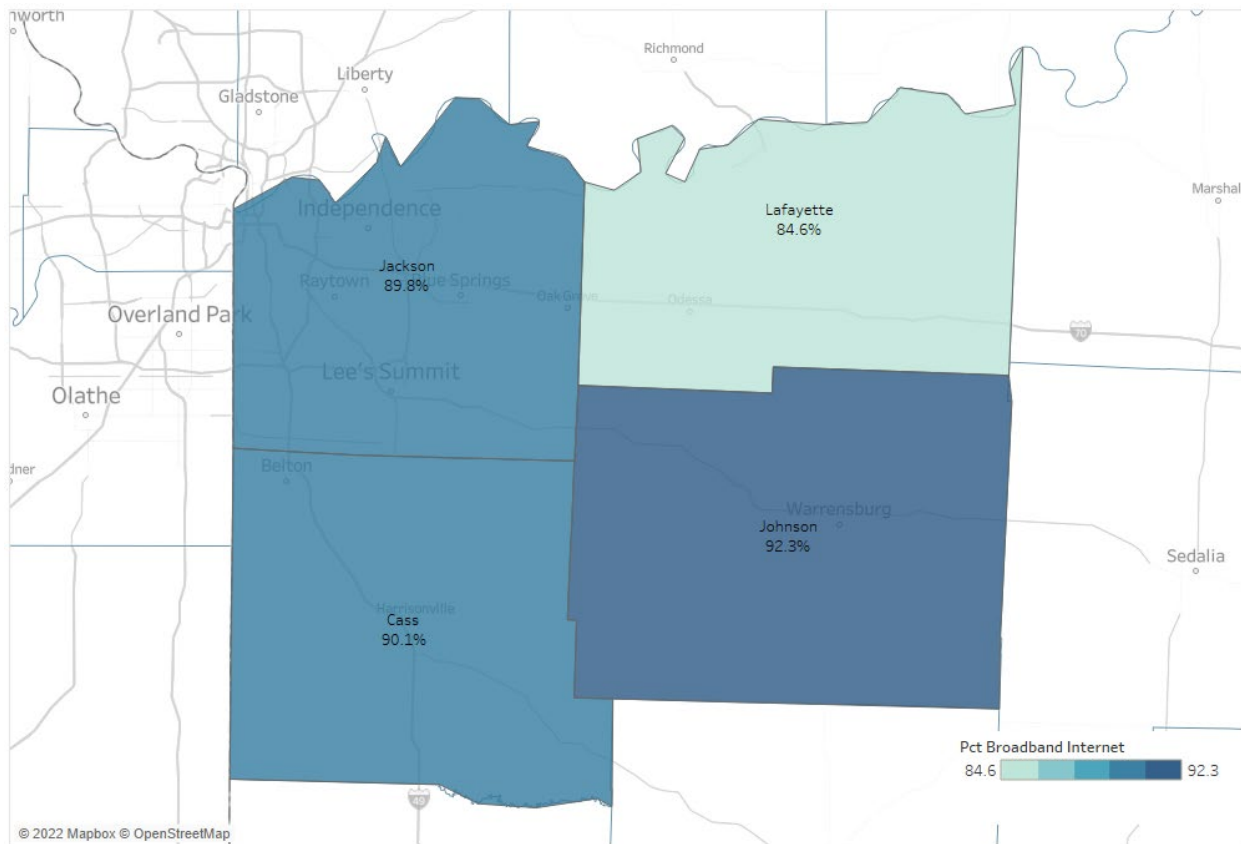 nworth
Richmond
Liberty
Gladstone
Marshal
Independence
Lafayette
84.6%
Jackson
89.8%
Raytown
Blue Springs
Oak Grove
Odessa
Overland Park
70
Lee's Summit
Olathe
Belton
dner
Warrensburg
Johnson
92.3%
Sedalia
Harrisonville
Cass
90.1%
Pct Broadband Internet
84.6
92.3
40
© 2022 Mapbox © OpenStreetMap